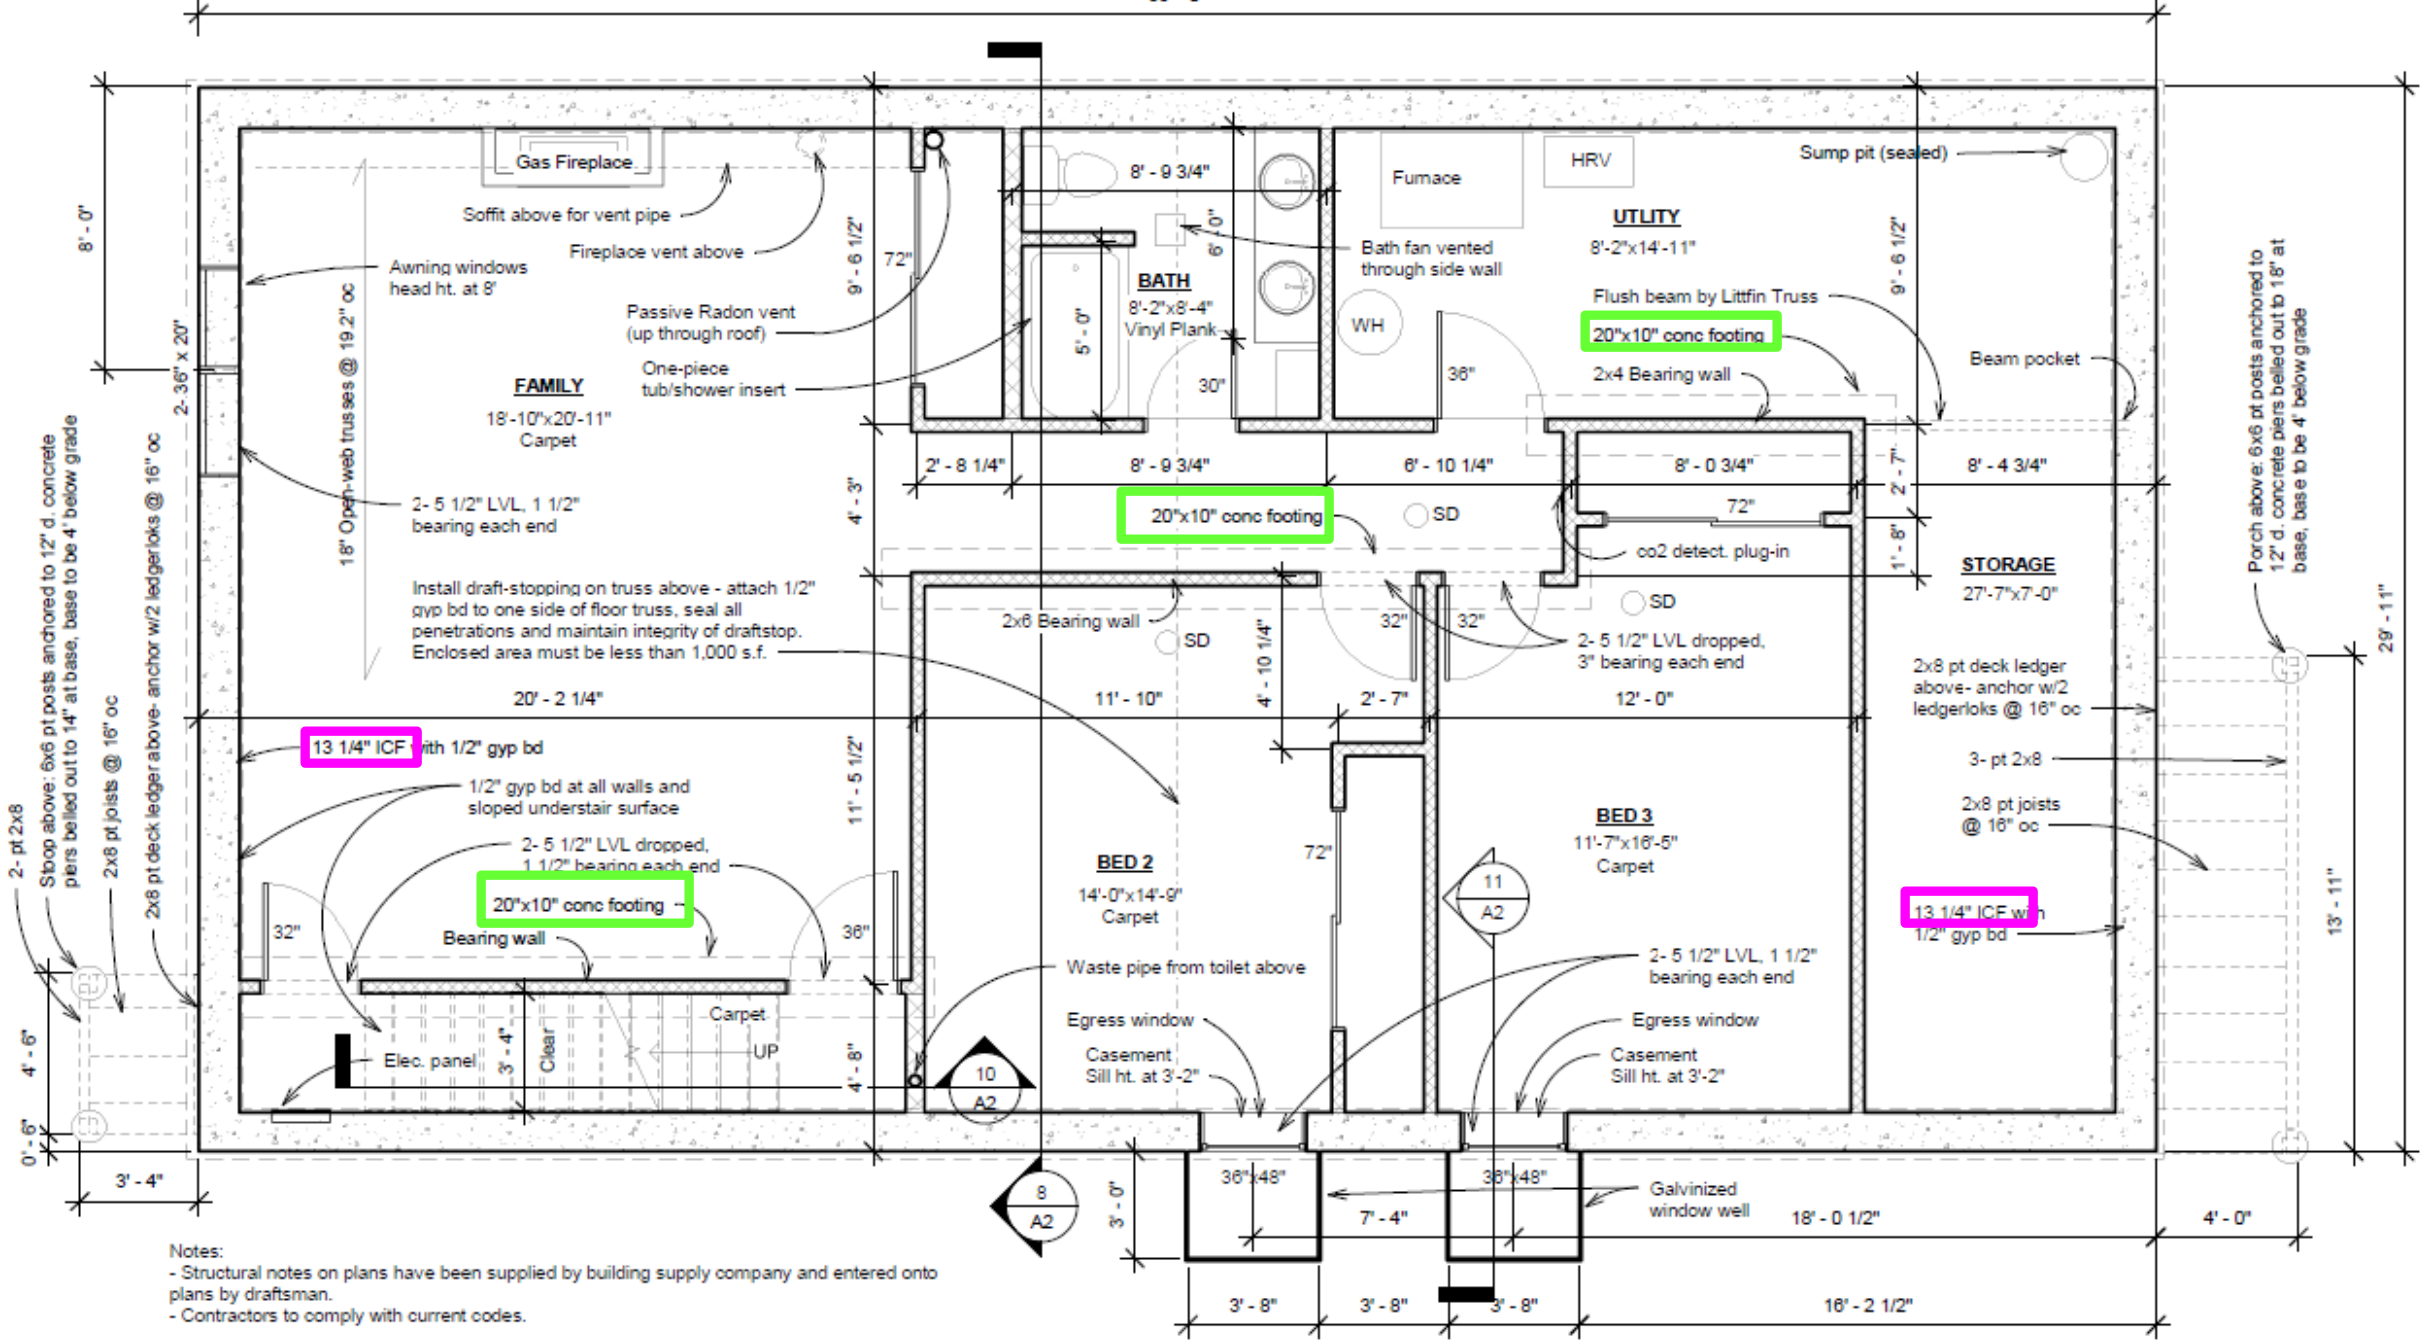 8' - 0"
2- 36" x 20"
Gas Fireplace
Soffit above for vent pipe
Fireplace vent above
Awning windows
head ht. at 8'
18" Open-web trusses @ 19.2" oc
FAMILY
18'-10"x20'-11"
Carpet
Passive Radon vent
(up through roof)
One-piece
tub/shower insert
9' - 6 1/2"
72"
8' - 9 3/4"
6' - 0"
BATH
8'-2"x8'-4"
Vinyl Plank
5' - 0"
30"
Furnace
HRV
Sump pit (sealed)
UTLITY
8'-2"x14'-11"
Bath fan vented
through side wall
WH
36"
Flush beam by Littfin Truss
20"x10" conc footing
2x4 Bearing wall
9' - 6 1/2"
Beam pocket
2' - 8 1/4"
8' - 9 3/4"
6' - 10 1/4"
8' - 0 3/4"
2' - 7"
8' - 4 3/4"
72"
4' - 3"
20"x10" conc footing
SD
co2 detect. plug-in
1' - 8"
2- 5 1/2" LVL, 1 1/2"
bearing each end
Install draft-stopping on truss above - attach 1/2"
gyp bd to one side of floor truss, seal all
penetrations and maintain integrity of draftstop.
Enclosed area must be less than 1,000 s.f.
2x6 Bearing wall
SD
4' - 10 1/4"
32"
32"
SD
2- 5 1/2" LVL dropped,
3" bearing each end
STORAGE
27'-7"x7'-0"
2x8 pt deck ledger
above- anchor w/2
ledgerloks @ 16" oc
3- pt 2x8
2x8 pt joists
@ 16" oc
Porch above: 6x6 pt posts anchored to
12" d. concrete piers belled out to 18" at
base, base to be 4' below grade
29' - 11"
13' - 11"
20' - 2 1/4"
11' - 10"
2' - 7"
12' - 0"
13 1/4" ICF with 1/2" gyp bd
1/2" gyp bd at all walls and
sloped understair surface
2- 5 1/2" LVL dropped,
1 1/2" bearing each end
20"x10" conc footing
Bearing wall
11' - 5 1/2"
32"
36"
BED 2
14'-0"x14'-9"
Carpet
72"
BED 3
11'-7"x16'-5"
Carpet
11
A2
13 1/4" ICF with
1/2" gyp bd
Waste pipe from toilet above
2- 5 1/2" LVL, 1 1/2"
bearing each end
Egress window
Casement
Sill ht. at 3'-2"
Egress window
Casement
Sill ht. at 3'-2"
Carpet
UP
3' - 4"
Clear
Elec. panel
4' - 8"
10
A2
8
A2
2- pt 2x8
Stoop above: 6x6 pt posts anchored to 12" d. concrete
piers belled out to 14" at base, base to be 4' below grade
2x8 pt joists @ 16" oc
2x8 pt deck ledger above- anchor w/2 ledgerloks @ 16" oc
4' - 6"
0' - 6"
3' - 4"
3' - 0"
36"x48"
36"x48"
7' - 4"
Galvinized
window well
18' - 0 1/2"
4' - 0"
3' - 8"
3' - 8"
3' - 8"
16' - 2 1/2"
Notes:
- Structural notes on plans have been supplied by building supply company and entered onto
plans by draftsman.
- Contractors to comply with current codes.